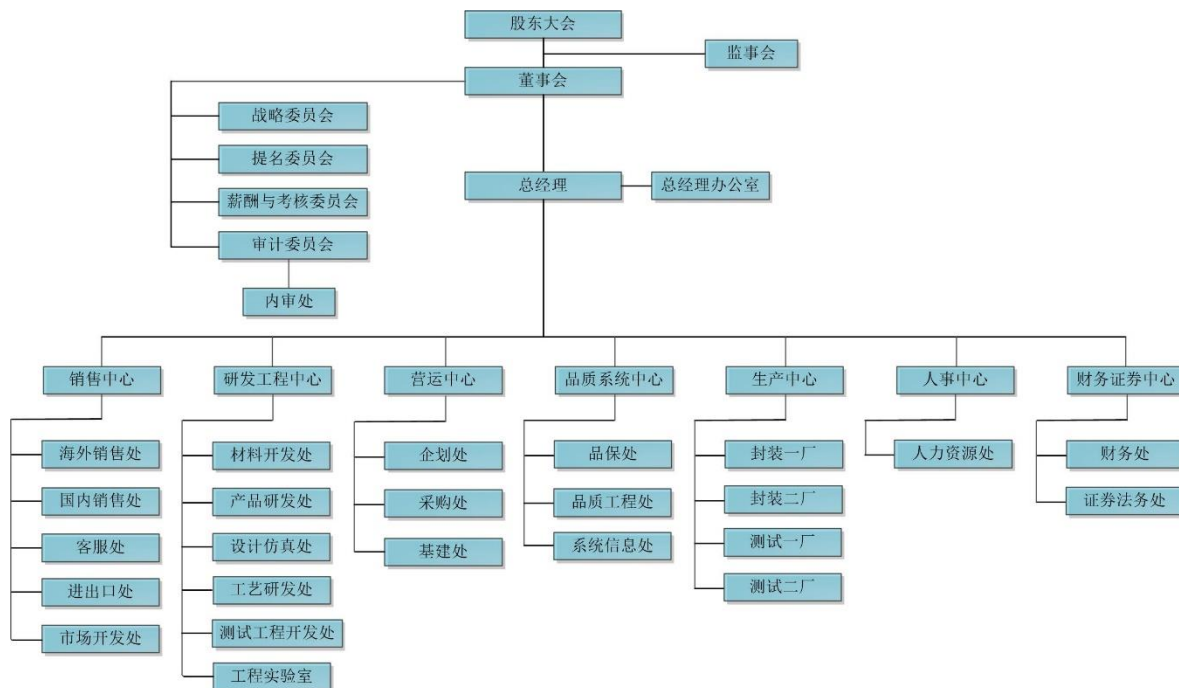 股东大会
监事会
董事会
战略委员会
提名委员会
总经理
总经理办公室
薪酬与考核委员会
审计委员会
内审处
销售中心
研发工程中心
营运中心
品质系统中心
生产中心
人事中心
财务证券中心
海外销售处
国内销售处
客服处
进出口处
市场开发处
材料开发处
产品研发处
设计仿真处
工艺研发处
测试工程开发处
工程实验室
企划处
采购处
基建处
品保处
品质工程处
系统信息处
封装一厂
封装二厂
测试一厂
测试二厂
人力资源处
财务处
证券法务处